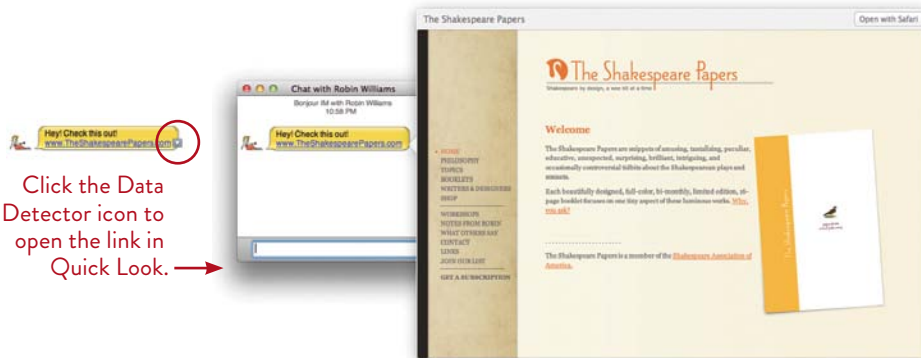 The Shakespeare Papers
Open with Safari
Chat with Robin Williams
Bonjour IM with Robin Williams
10:58 PM
Hey! Check this out!
www.TheShakespearePapers.com
Hey! Check this out!
www.TheShakespearePapers.com
Click the Data
Detector icon to
open the link in
Quick Look.
The Shakespeare Papers
Shakespeare by design, a wee bit at a time
HOME
PHILOSOPHY
TOPICS
BOOKLETS
WRITERS & DESIGNERS
SHOP
WORKSHOPS
NOTES FROM ROBIN
WHAT OTHERS SAY
CONTACT
LINKS
JOIN OUR LIST
GET A SUBSCRIPTION
Welcome
The Shakespeare Papers are snippets of amusing, tantalizing, peculiar,
educative, unexpected, surprising, brilliant, intriguing, and
occasionally controversial tidbits about the Shakespearean plays and
sonnets.
Each beautifully designed, full-color, bi-monthly, limited edition, 16-
page booklet focuses on one tiny aspect of these luminous works. Why,
you ask?
The Shakespeare Papers is a member of the Shakespeare Association of
America.
The Shakespeare Papers